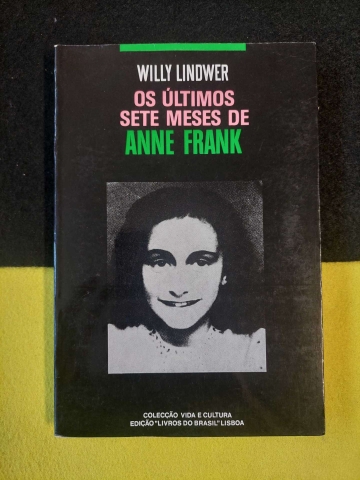 WILLY LINDWER
OS ÚLTIMOS
SETE MESES DE
ANNE FRANK
COLECÇÃO VIDA E CULTURA
EDIÇÃO "LIVROS DO BRASIL" LISBOA